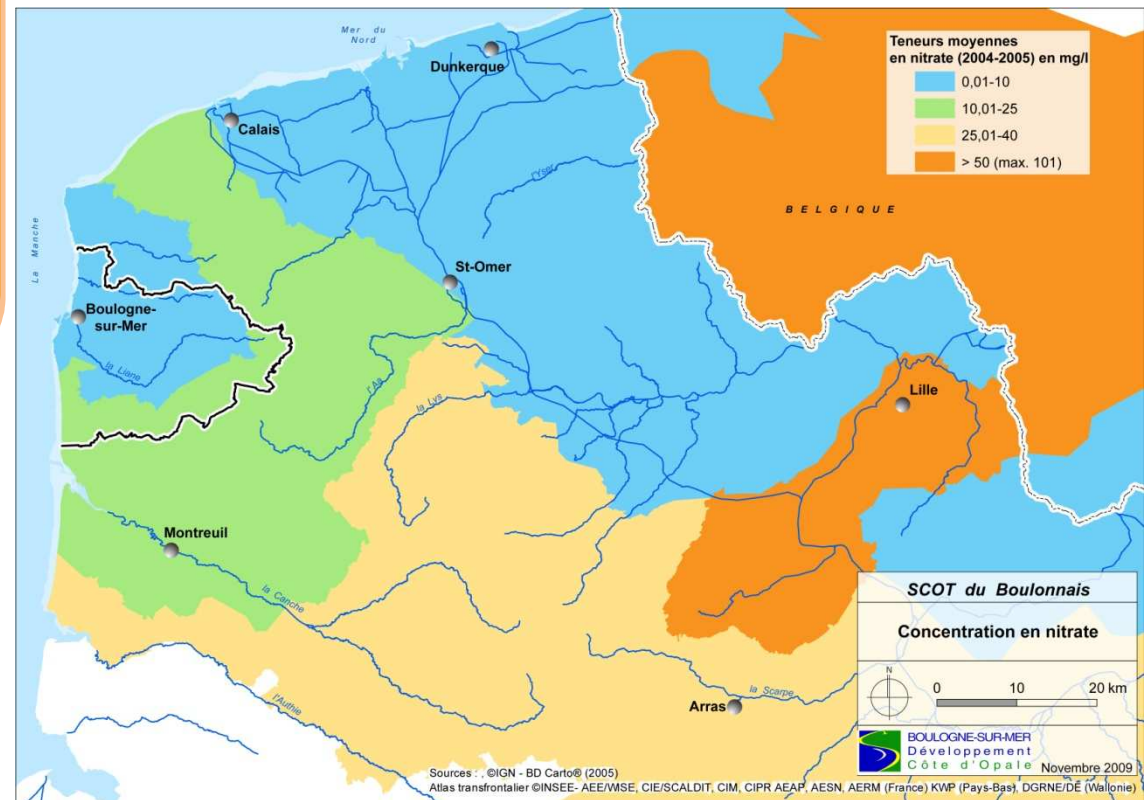 Mer du
Nord
Dunkerque
Calais
Teneurs moyennes
en nitrate (2004-2005) en mg/l
0,01-10
10,01-25
25,01-40
> 50 (max. 101)
l'Yser
BELGIQUE
La Manche
St-Omer
Boulogne-
sur-Mer
la Liane
l'Aa
la Lys
Lille
Montreuil
la Canche
l'Authie
la Scarpe
Arras
SCOT du Boulonnais
Concentration en nitrate
N
0 10 20 km
BOULOGNE-SUR-MER
Développement
Côte d'Opale
Novembre 2009
Sources : , ©IGN - BD Carto® (2005)
Atlas transfrontalier ©INSEE- AEE/WISE, CIE/SCALDIT, CIM, CIPR AEAP, AESN, AERM (France) KWP (Pays-Bas), DGRNE/DE (Wallonie)